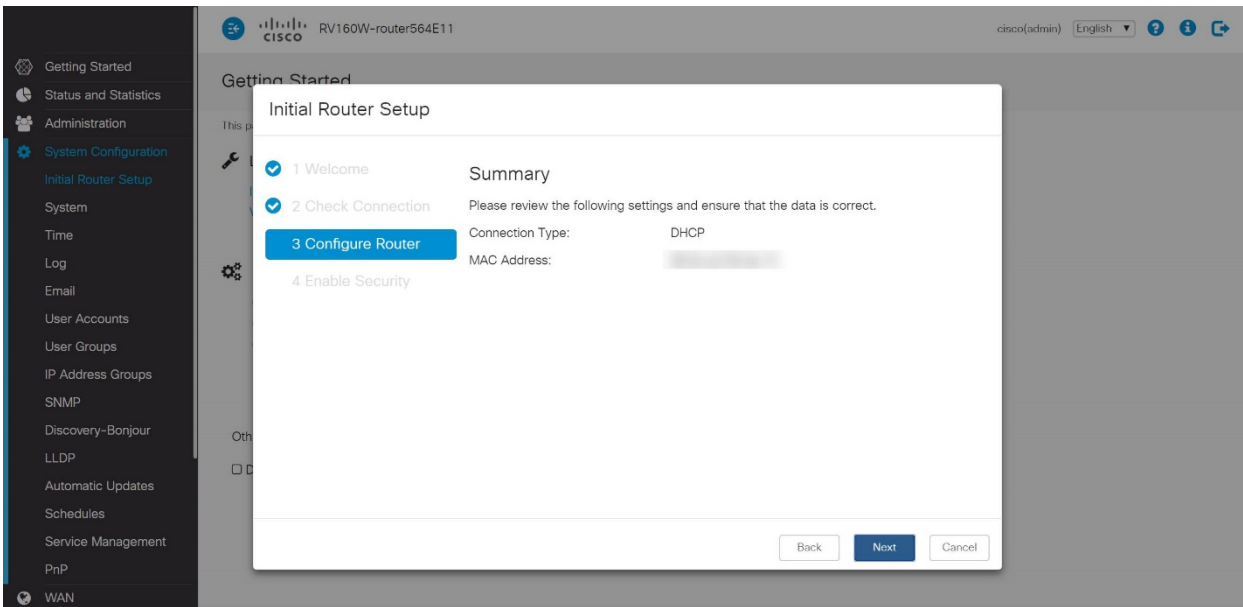 CISCO RV160W-router564E11 cisco(admin) English
Getting Started
Status and Statistics
Administration
System Configuration
Initial Router Setup
System
Time
Log
Email
User Accounts
User Groups
IP Address Groups
SNMP
Discovery-Bonjour
LLDP
Automatic Updates
Schedules
Service Management
PnP
WAN
Getting Started
This p
Oth
Initial Router Setup
1 Welcome
2 Check Connection
3 Configure Router
4 Enable Security
Summary
Please review the following settings and ensure that the data is correct.
Connection Type: DHCP
MAC Address:
Back Next Cancel